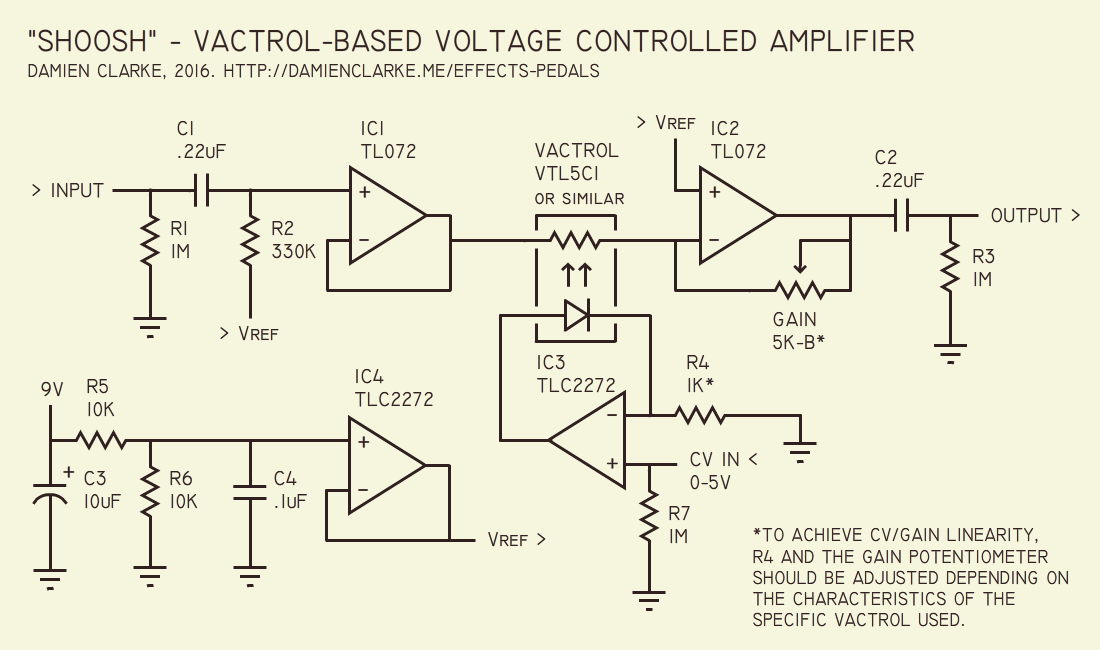 "SHOOSH" - VACTROL-BASED VOLTAGE CONTROLLED AMPLIFIER
DAMIEN CLARKE, 2016. HTTP://DAMIENCLARKE.ME/EFFECTS-PEDALS
C1
.22uF
IC1
TL072
VACTROL
VTL5C1
OR SIMILAR
> VREF
IC2
TL072
C2
.22uF
> INPUT
+
-
+
-
OUTPUT >
R1
1M
R2
330K
R3
1M
> VREF
GAIN
5K-B*
IC3
TLC2272
R4
1K*
-
+
CV IN <
0-5V
R7
1M
9V
R5
10K
IC4
TLC2272
+
C3
10uF
R6
10K
C4
.1uF
+
-
VREF >
*TO ACHIEVE CV/GAIN LINEARITY,
R4 AND THE GAIN POTENTIOMETER
SHOULD BE ADJUSTED DEPENDING ON
THE CHARACTERISTICS OF THE
SPECIFIC VACTROL USED.